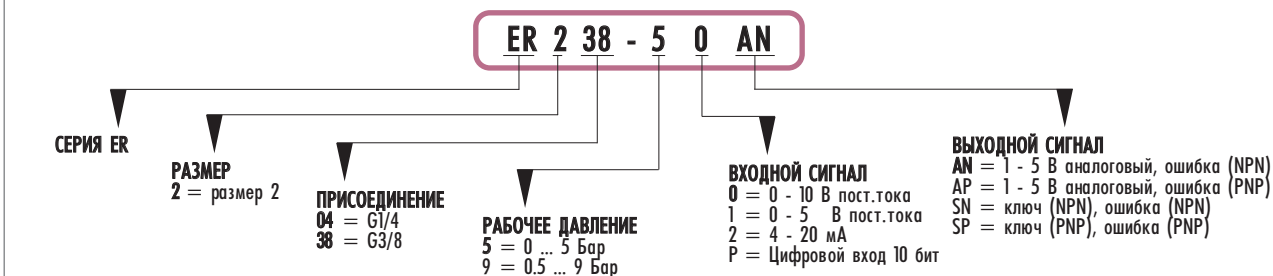 ER 2 38 - 5 0 AN
СЕРИЯ ER
РАЗМЕР
2 = размер 2
ПРИСОЕДИНЕНИЕ
04 = G1/4
38 = G3/8
РАБОЧЕЕ ДАВЛЕНИЕ
5 = 0 ... 5 Бар
9 = 0.5 ... 9 Бар
ВХОДНОЙ СИГНАЛ
0 = 0 - 10 В пост.тока
1 = 0 - 5 В пост.тока
2 = 4 - 20 мА
P = Цифровой вход 10 бит
ВЫХОДНОЙ СИГНАЛ
AN = 1 - 5 В аналоговый, ошибка (NPN)
AP = 1 - 5 В аналоговый, ошибка (PNP)
SN = ключ (NPN), ошибка (NPN)
SP = ключ (PNP), ошибка (PNP)